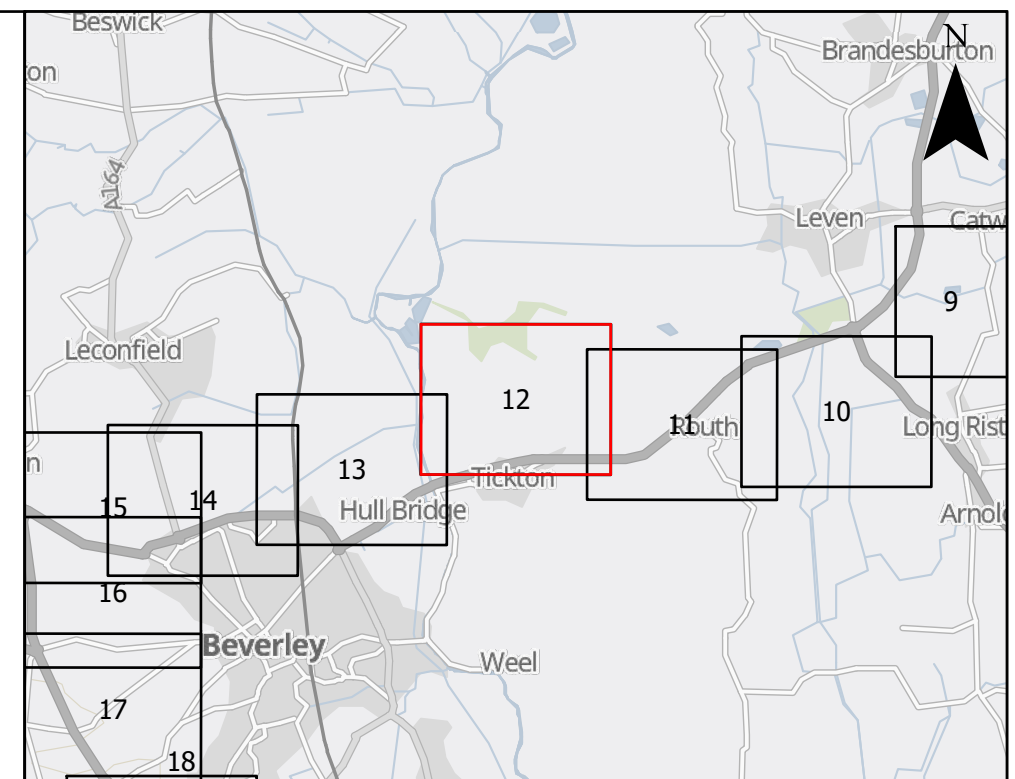 Beswick
N
Brandesburton
on
A164
Leven
Catw
9
Leconfield
12
10
11
Routh
Long Rist
n
13
Tickton
14
15
Hull Bridge
Arnol
16
Beverley
Weel
17
18